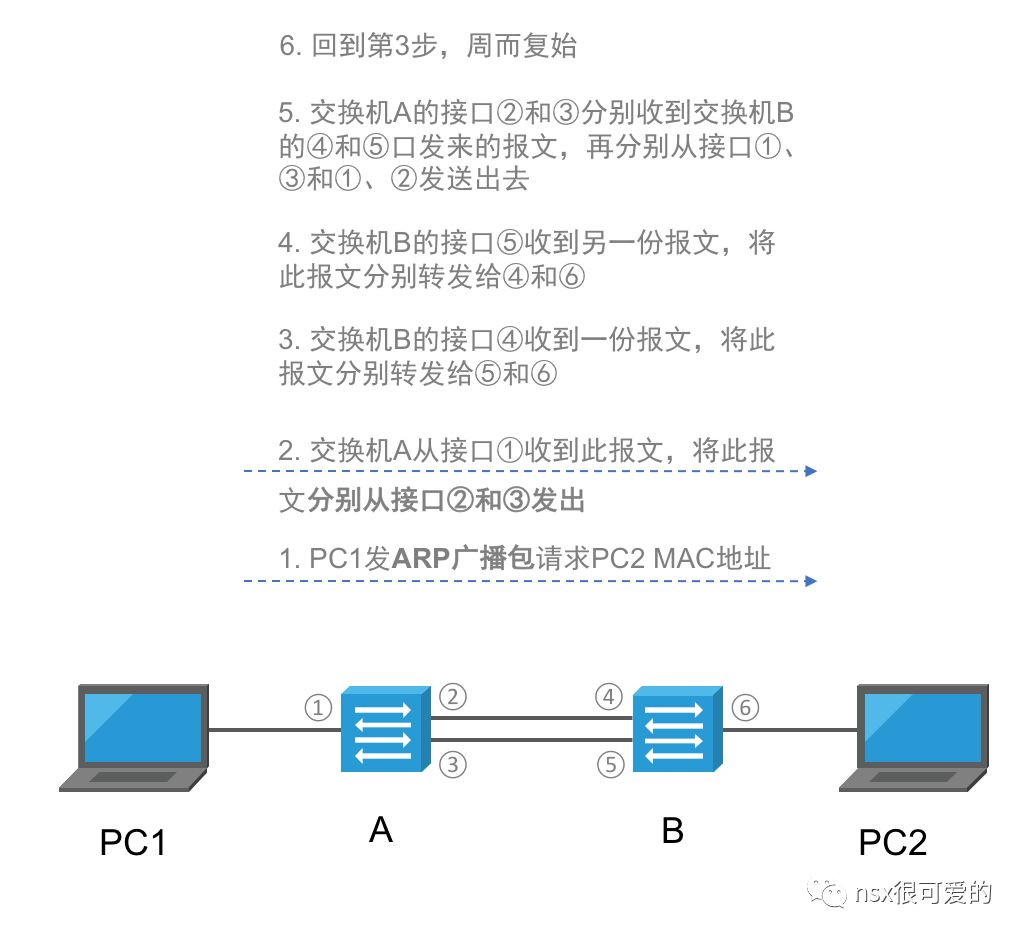 6. 回到第3步，周而复始
5. 交换机A的接口②和③分别收到交换机B
的④和⑤口发来的报文，再分别从接口①、
③和①、②发送出去
4. 交换机B的接口⑤收到另一份报文，将
此报文分别转发给④和⑥
3. 交换机B的接口④收到一份报文，将此
报文分别转发给⑤和⑥
2. 交换机A从接口①收到此报文，将此报
文分别从接口②和③发出
1. PC1发ARP广播包请求PC2 MAC地址
① ② ④ ⑥
③ ⑤
PC1 A B PC2
nsx很可爱的